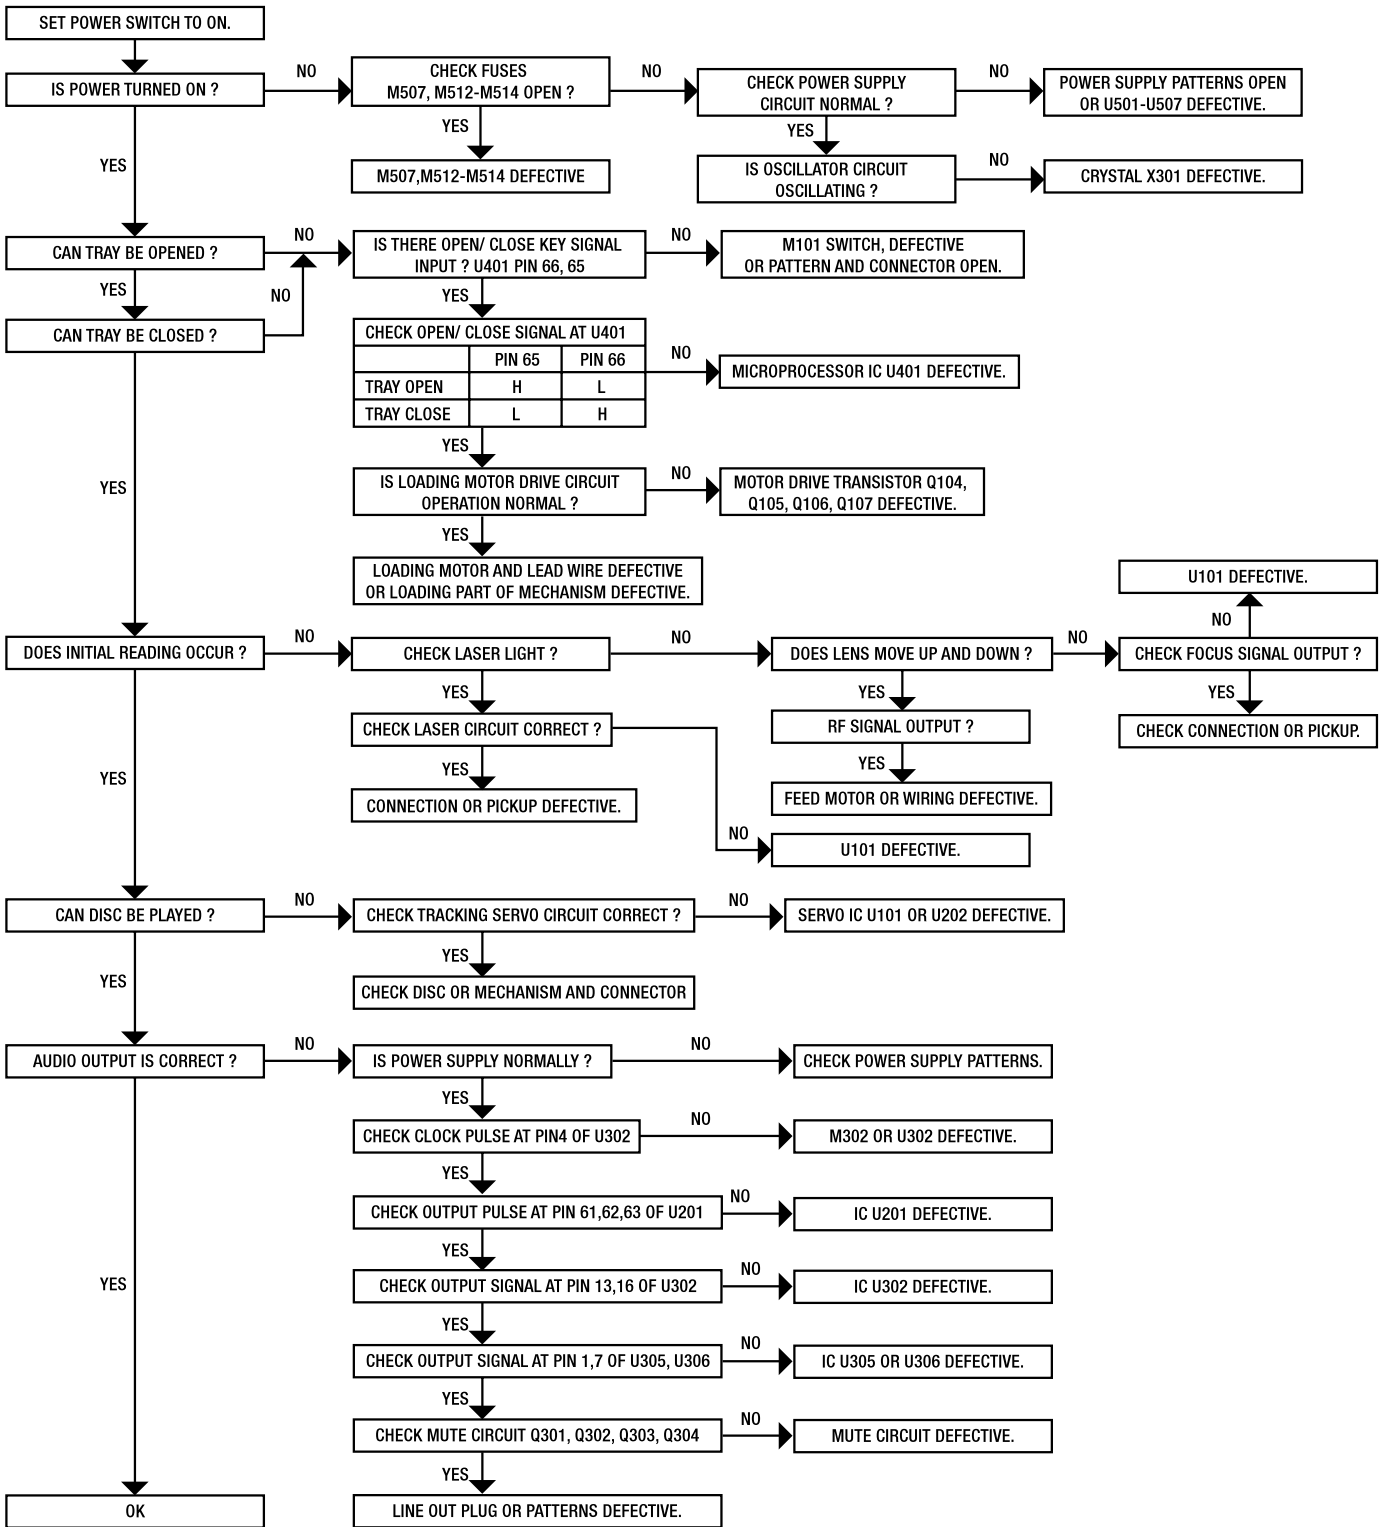 SET POWER SWITCH TO ON.
IS POWER TURNED ON ?
NO
CHECK FUSES
M507, M512-M514 OPEN ?
NO
CHECK POWER SUPPLY
CIRCUIT NORMAL ?
NO
POWER SUPPLY PATTERNS OPEN
OR U501-U507 DEFECTIVE.
YES
YES
YES
M507,M512-M514 DEFECTIVE
IS OSCILLATOR CIRCUIT
OSCILLATING ?
NO
CRYSTAL X301 DEFECTIVE.
CAN TRAY BE OPENED ?
NO
IS THERE OPEN/ CLOSE KEY SIGNAL
INPUT ? U401 PIN 66, 65
NO
M101 SWITCH, DEFECTIVE
OR PATTERN AND CONNECTOR OPEN.
YES
NO
YES
CAN TRAY BE CLOSED ?
CHECK OPEN/ CLOSE SIGNAL AT U401
PIN 65
PIN 66
TRAY OPEN
H
L
TRAY CLOSE
L
H
NO
MICROPROCESSOR IC U401 DEFECTIVE.
YES
YES
IS LOADING MOTOR DRIVE CIRCUIT
OPERATION NORMAL ?
NO
MOTOR DRIVE TRANSISTOR Q104,
Q105, Q106, Q107 DEFECTIVE.
YES
LOADING MOTOR AND LEAD WIRE DEFECTIVE
OR LOADING PART OF MECHANISM DEFECTIVE.
U101 DEFECTIVE.
NO
DOES INITIAL READING OCCUR ?
NO
CHECK LASER LIGHT ?
NO
DOES LENS MOVE UP AND DOWN ?
NO
CHECK FOCUS SIGNAL OUTPUT ?
YES
YES
YES
CHECK LASER CIRCUIT CORRECT ?
RF SIGNAL OUTPUT ?
CHECK CONNECTION OR PICKUP.
YES
YES
YES
CONNECTION OR PICKUP DEFECTIVE.
FEED MOTOR OR WIRING DEFECTIVE.
NO
U101 DEFECTIVE.
CAN DISC BE PLAYED ?
NO
CHECK TRACKING SERVO CIRCUIT CORRECT ?
NO
SERVO IC U101 OR U202 DEFECTIVE.
YES
YES
CHECK DISC OR MECHANISM AND CONNECTOR
AUDIO OUTPUT IS CORRECT ?
NO
IS POWER SUPPLY NORMALLY ?
NO
CHECK POWER SUPPLY PATTERNS.
YES
CHECK CLOCK PULSE AT PIN4 OF U302
NO
M302 OR U302 DEFECTIVE.
YES
CHECK OUTPUT PULSE AT PIN 61,62,63 OF U201
NO
IC U201 DEFECTIVE.
YES
YES
CHECK OUTPUT SIGNAL AT PIN 13,16 OF U302
NO
IC U302 DEFECTIVE.
YES
CHECK OUTPUT SIGNAL AT PIN 1,7 OF U305, U306
NO
IC U305 OR U306 DEFECTIVE.
YES
CHECK MUTE CIRCUIT Q301, Q302, Q303, Q304
NO
MUTE CIRCUIT DEFECTIVE.
YES
OK
LINE OUT PLUG OR PATTERNS DEFECTIVE.